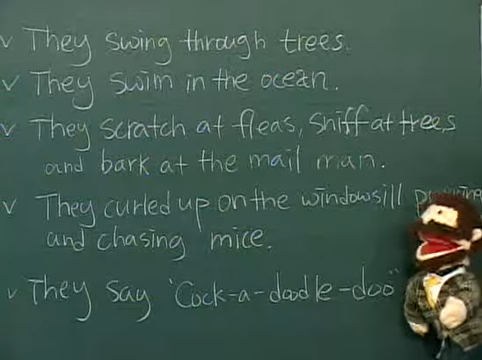 v They swing through trees.
v They swim in the ocean.
v They scratch at fleas, sniff at trees
and bark at the mail man.
v They curled up on the windowsill
and chasing mice.
v They say "Cock-a-doodle-doo"